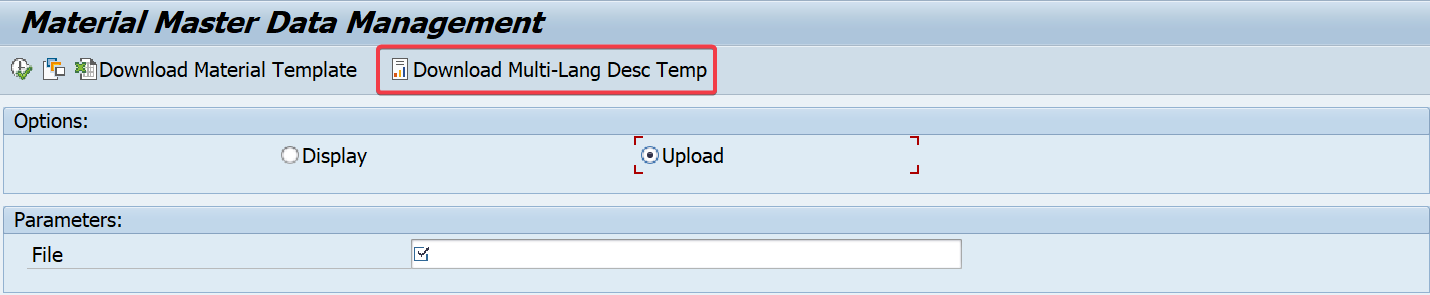 Material Master Data Management
Download Material Template Download Multi-Lang Desc Temp
Options:
Display Upload
Parameters:
File